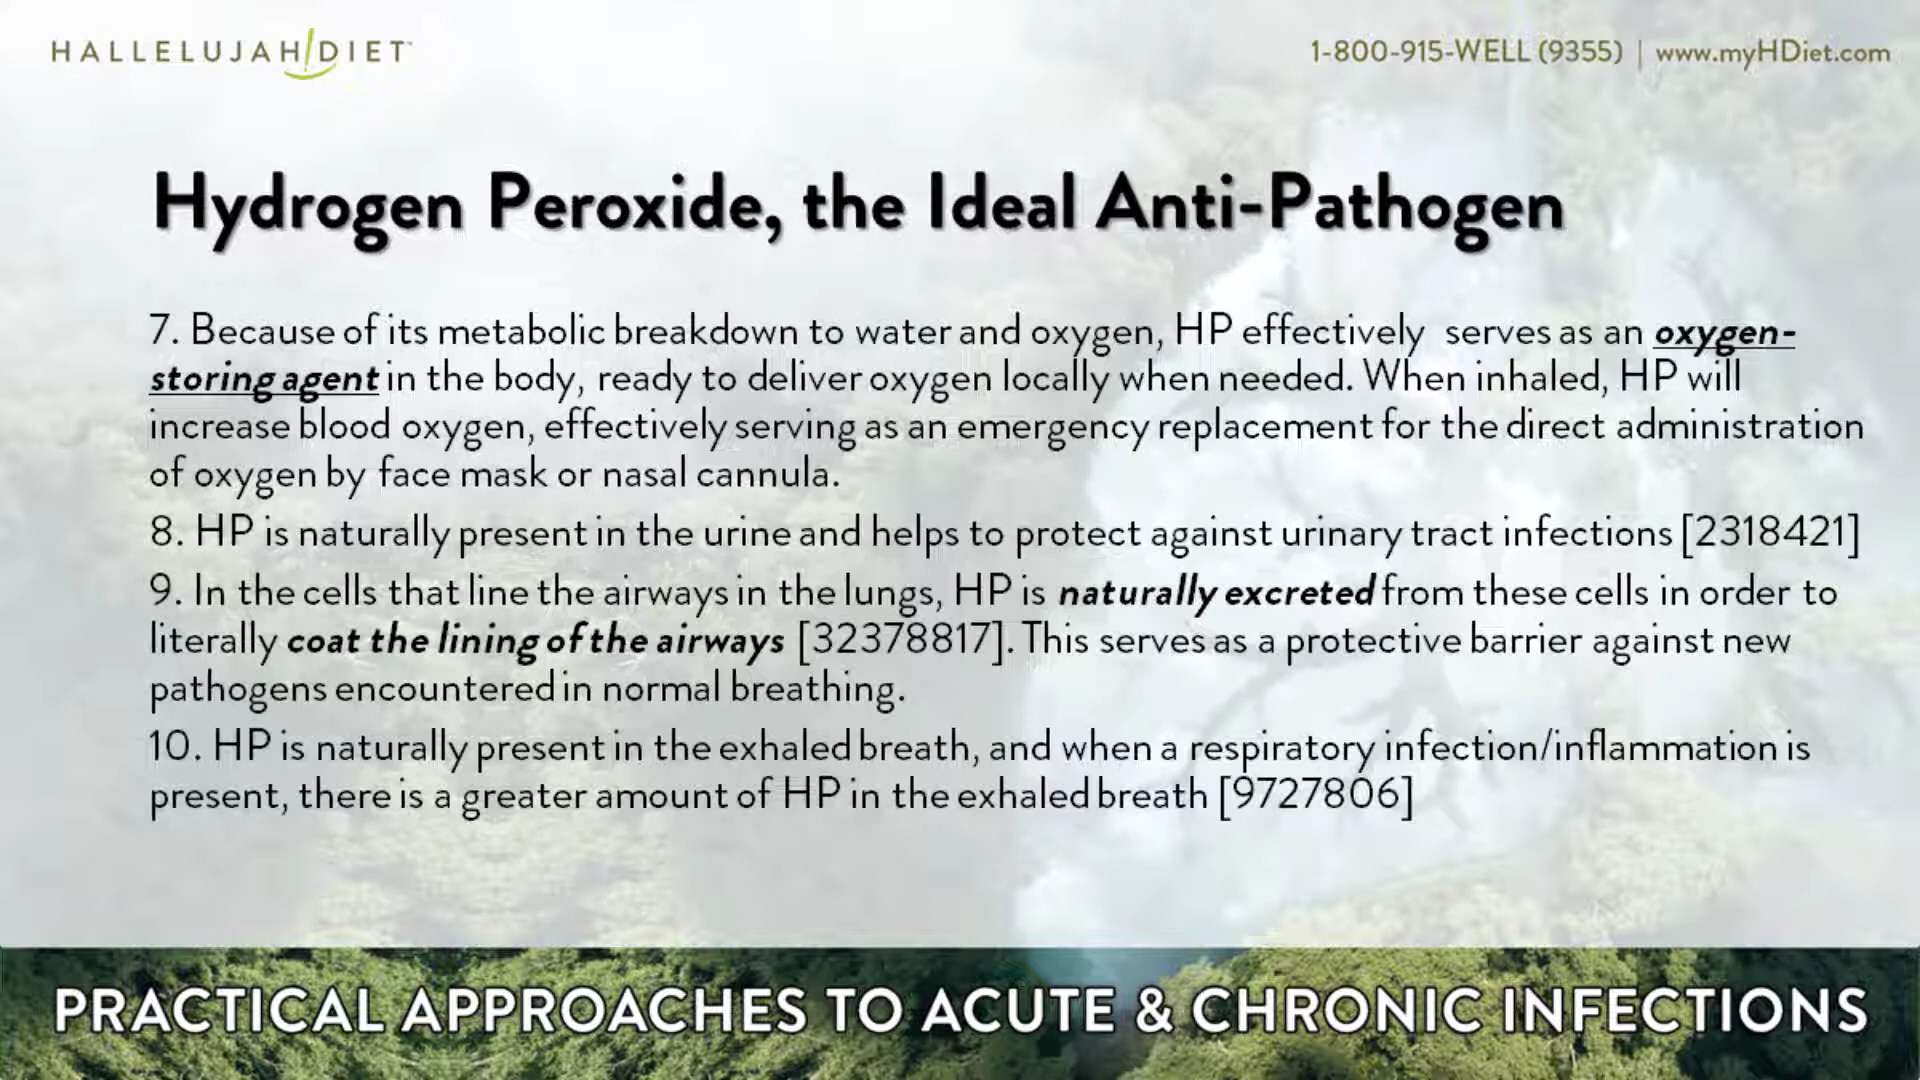 HALLELUJAH DIET™
1-800-915-WELL (9355) | www.myHDiet.com
Hydrogen Peroxide, the Ideal Anti-Pathogen
7. Because of its metabolic breakdown to water and oxygen, HP effectively serves as an oxygen-
storing agent in the body, ready to deliver oxygen locally when needed. When inhaled, HP will
increase blood oxygen, effectively serving as an emergency replacement for the direct administration
of oxygen by face mask or nasal cannula.
8. HP is naturally present in the urine and helps to protect against urinary tract infections [2318421]
9. In the cells that line the airways in the lungs, HP is naturally excreted from these cells in order to
literally coat the lining of the airways [32378817]. This serves as a protective barrier against new
pathogens encountered in normal breathing.
10. HP is naturally present in the exhaled breath, and when a respiratory infection/inflammation is
present, there is a greater amount of HP in the exhaled breath [9727806]
PRACTICAL APPROACHES TO ACUTE & CHRONIC INFECTIONS